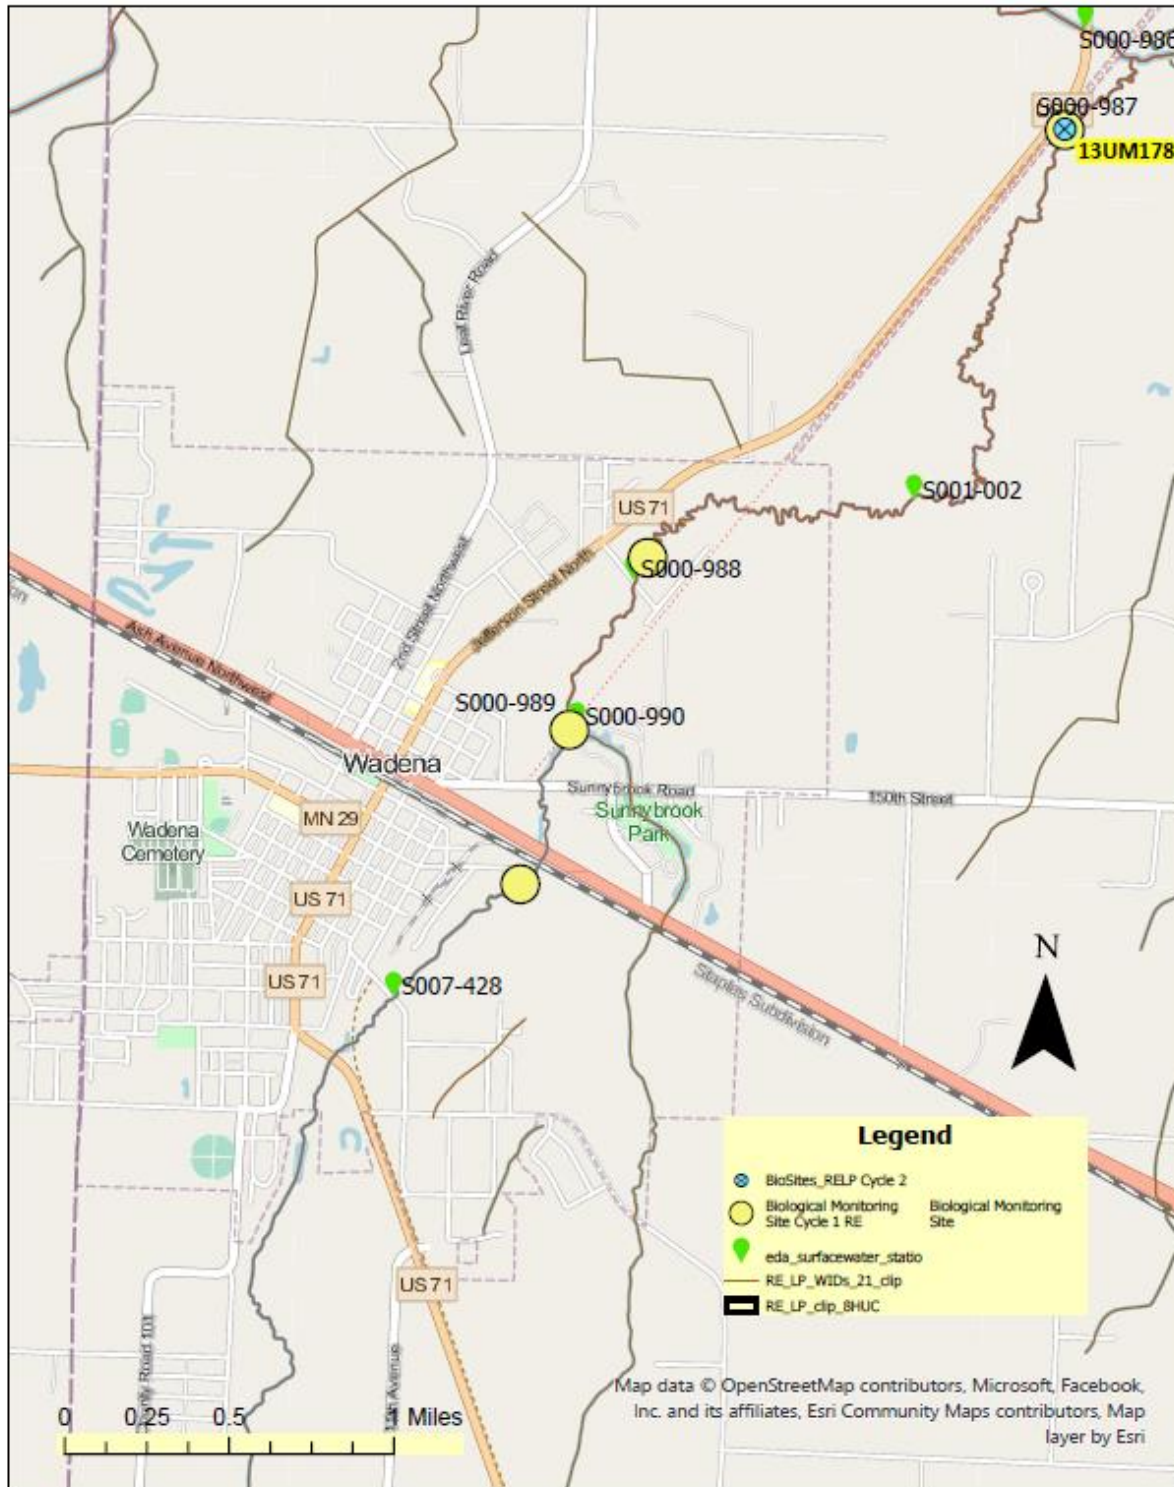 S000-986
S000-987
13UM178
Leaf River Road
S001-002
US 71
S000-988
Jefferson Street North
2nd Street Northwest
Ash Avenue Northwest
S000-989
S000-990
Wadena
Sunnybrook Road
150th Street
Sunnybrook
Park
MN 29
Wadena
Cemetery
US 71
US 71
S007-428
Staples Subdivision
N
US 71
Legend
BioSites_RELP Cycle 2
Biological Monitoring
Site Cycle 1 RE
Biological Monitoring
Site
eda_surfacewater_statio
RE_LP_WIDs_21_clip
RE_LP_clip_8HUC
Map data © OpenStreetMap contributors, Microsoft, Facebook,
Inc. and its affiliates, Esri Community Maps contributors, Map
layer by Esri
0 0.25 0.5 1 Miles